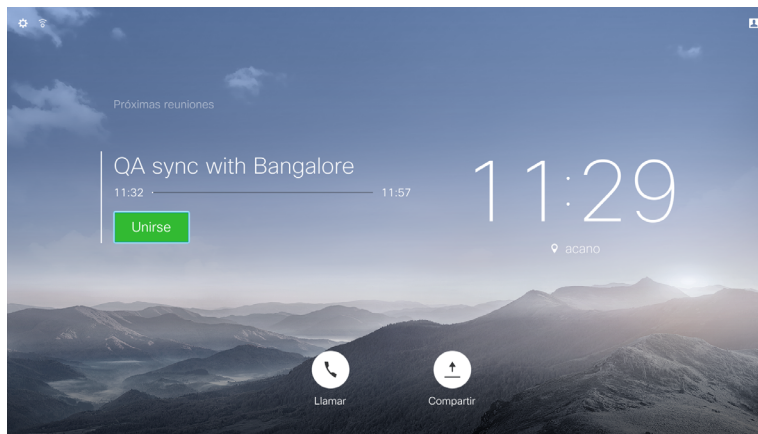 Próximas reuniones
QA sync with Bangalore
11:32
11:57
Unirse
11:29
acano
Llamar
Compartir